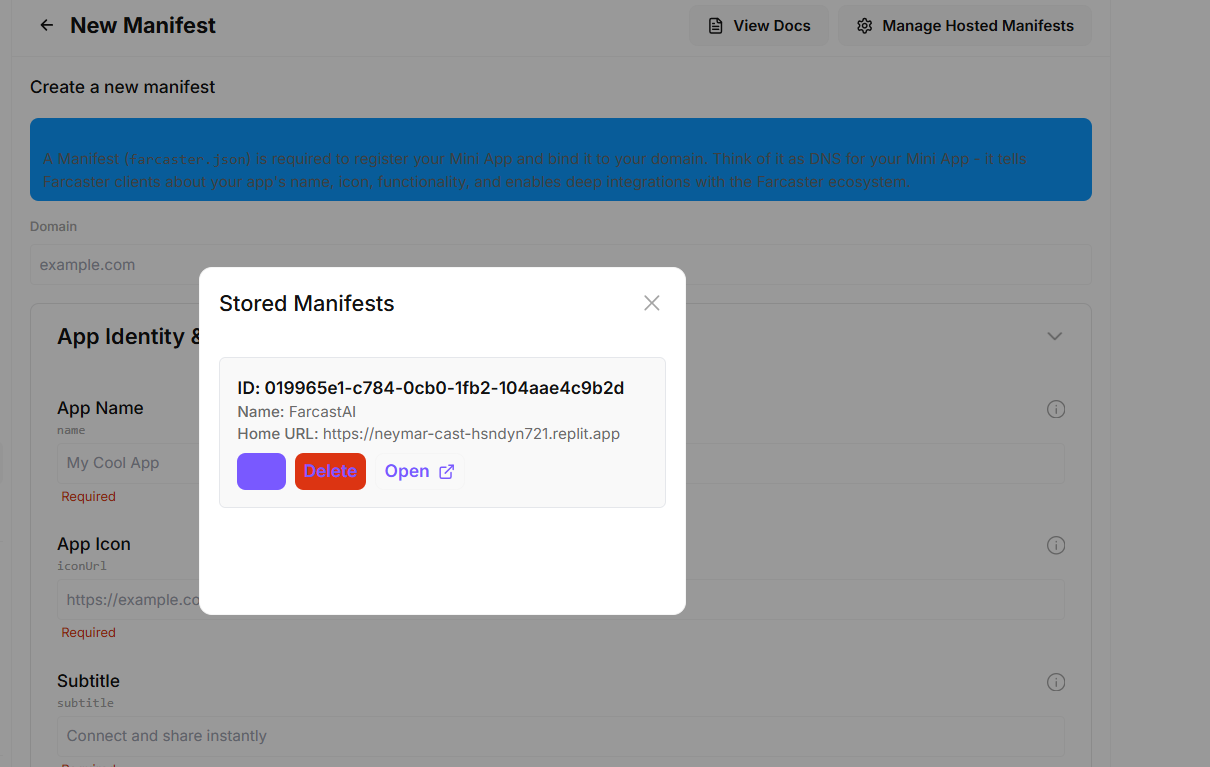 New Manifest
View Docs
Manage Hosted Manifests
Create a new manifest
A Manifest (farcaster.json) is required to register your Mini App and bind it to your domain. Think of it as DNS for your Mini App - it tells
Farcaster clients about your app's name, icon, functionality, and enables deep integrations with the Farcaster ecosystem.
Domain
example.com
Stored Manifests
ID: 019965e1-c784-0cb0-1fb2-104aae4c9b2d
Name: FarcastAI
Home URL: https://neymar-cast-hsndyn721.replit.app
Delete
Open
App Identity &
App Name
name
My Cool App
Required
App Icon
iconUrl
https://example.co
Required
Subtitle
subtitle
Connect and share instantly